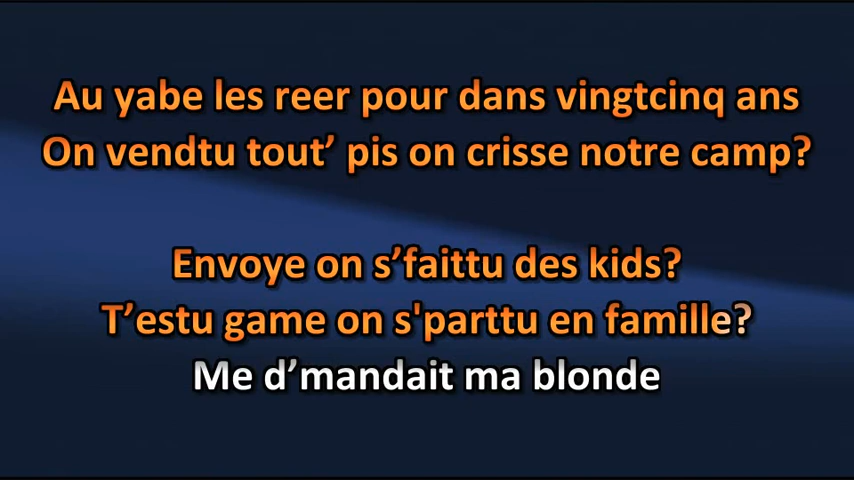 Au yabe les reer pour dans vingtcinq ans
On vendtu tout’ pis on crisse notre camp?
Envoye on s’faittu des kids?
T’estu game on s'parttu en famille?
Me d’mandait ma blonde